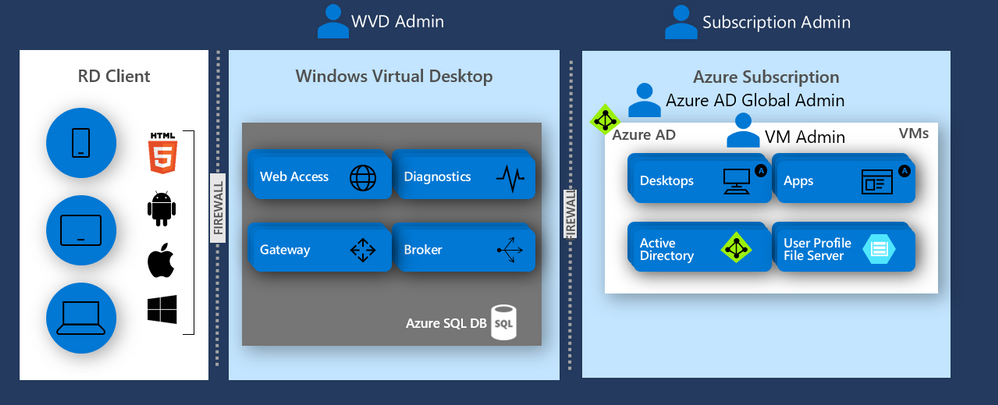 WVD Admin
Subscription Admin
RD Client
HTML
5
FIREWALL
Windows Virtual Desktop
Web Access
Diagnostics
Gateway
Broker
Azure SQL DB
SQL
FIREWALL
Azure Subscription
Azure AD Global Admin
Azure AD
VM Admin
VMs
Desktops
A
Apps
A
Active
Directory
User Profile
File Server